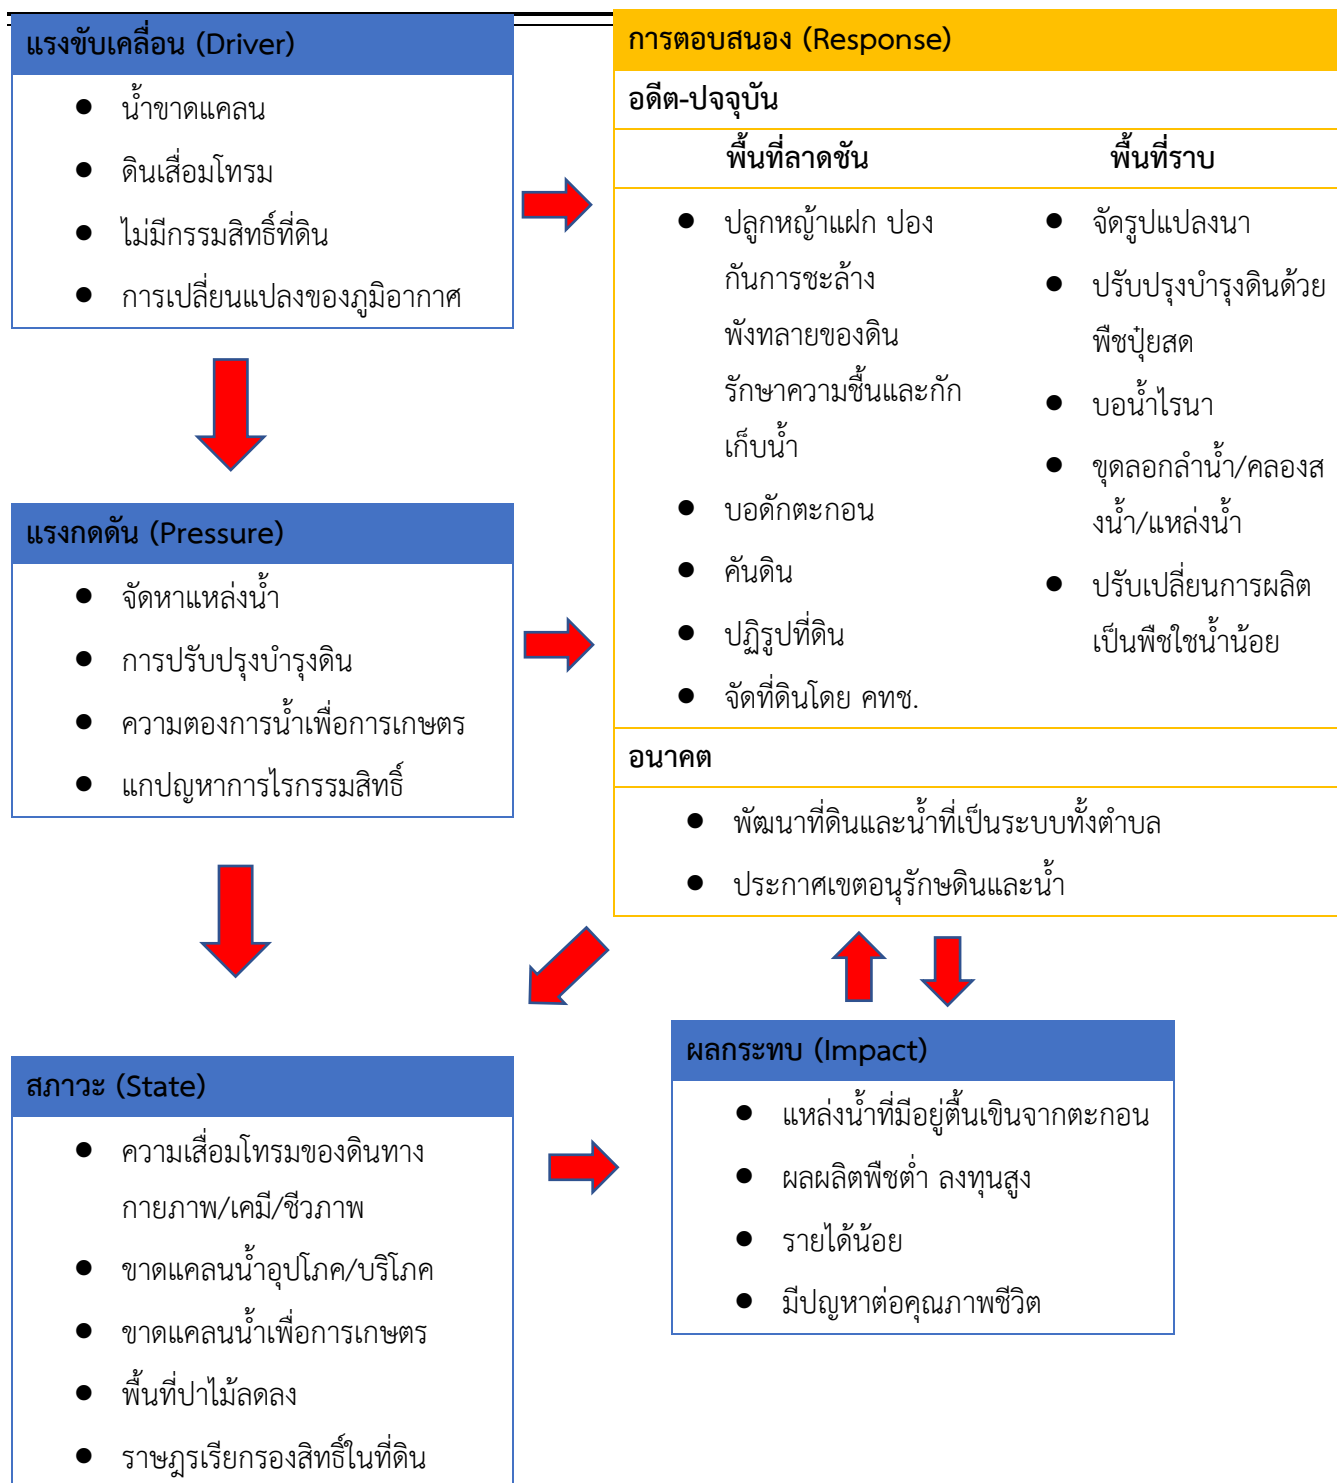 แรงขับเคลื่อน (Driver)
● น้ำขาดแคลน
● ดินเสื่อมโทรม
● ไม่มีกรรมสิทธิ์ที่ดิน
● การเปลี่ยนแปลงของภูมิอากาศ
แรงกดดัน (Pressure)
● จัดหาแหล่งน้ำ
● การปรับปรุงบำรุงดิน
● ความตองการน้ำเพื่อการเกษตร
● แกปญหาการไรกรรมสิทธิ์
การตอบสนอง (Response)
อดีต-ปจจุบัน
พื้นที่ลาดชัน
● ปลูกหญ้าแฝก ปอง
กันการชะล้าง
พังทลายของดิน
รักษาความชื้นและกัก
เก็บน้ำ
● บอดักตะกอน
● คันดิน
● ปฏิรูปที่ดิน
● จัดที่ดินโดย คทช.
พื้นที่ราบ
● จัดรูปแปลงนา
● ปรับปรุงบำรุงดินด้วย
พืชปุ๋ยสด
● บอน้ำไรนา
● ขุดลอกลำน้ำ/คลองส
งน้ำ/แหล่งน้ำ
● ปรับเปลี่ยนการผลิต
เป็นพืชใชน้ำน้อย
อนาคต
● พัฒนาที่ดินและน้ำที่เป็นระบบทั้งตำบล
● ประกาศเขตอนุรักษดินและน้ำ
สภาวะ (State)
● ความเสื่อมโทรมของดินทาง
กายภาพ/เคมี/ชีวภาพ
● ขาดแคลนน้ำอุปโภค/บริโภค
● ขาดแคลนน้ำเพื่อการเกษตร
● พื้นที่ปาไม้ลดลง
● ราษฎรเรียกรองสิทธิ์ในที่ดิน
ผลกระทบ (Impact)
● แหล่งน้ำที่มีอยู่ตื้นเขินจากตะกอน
● ผลผลิตพืชต่ำ ลงทุนสูง
● รายได้น้อย
● มีปญหาต่อคุณภาพชีวิต